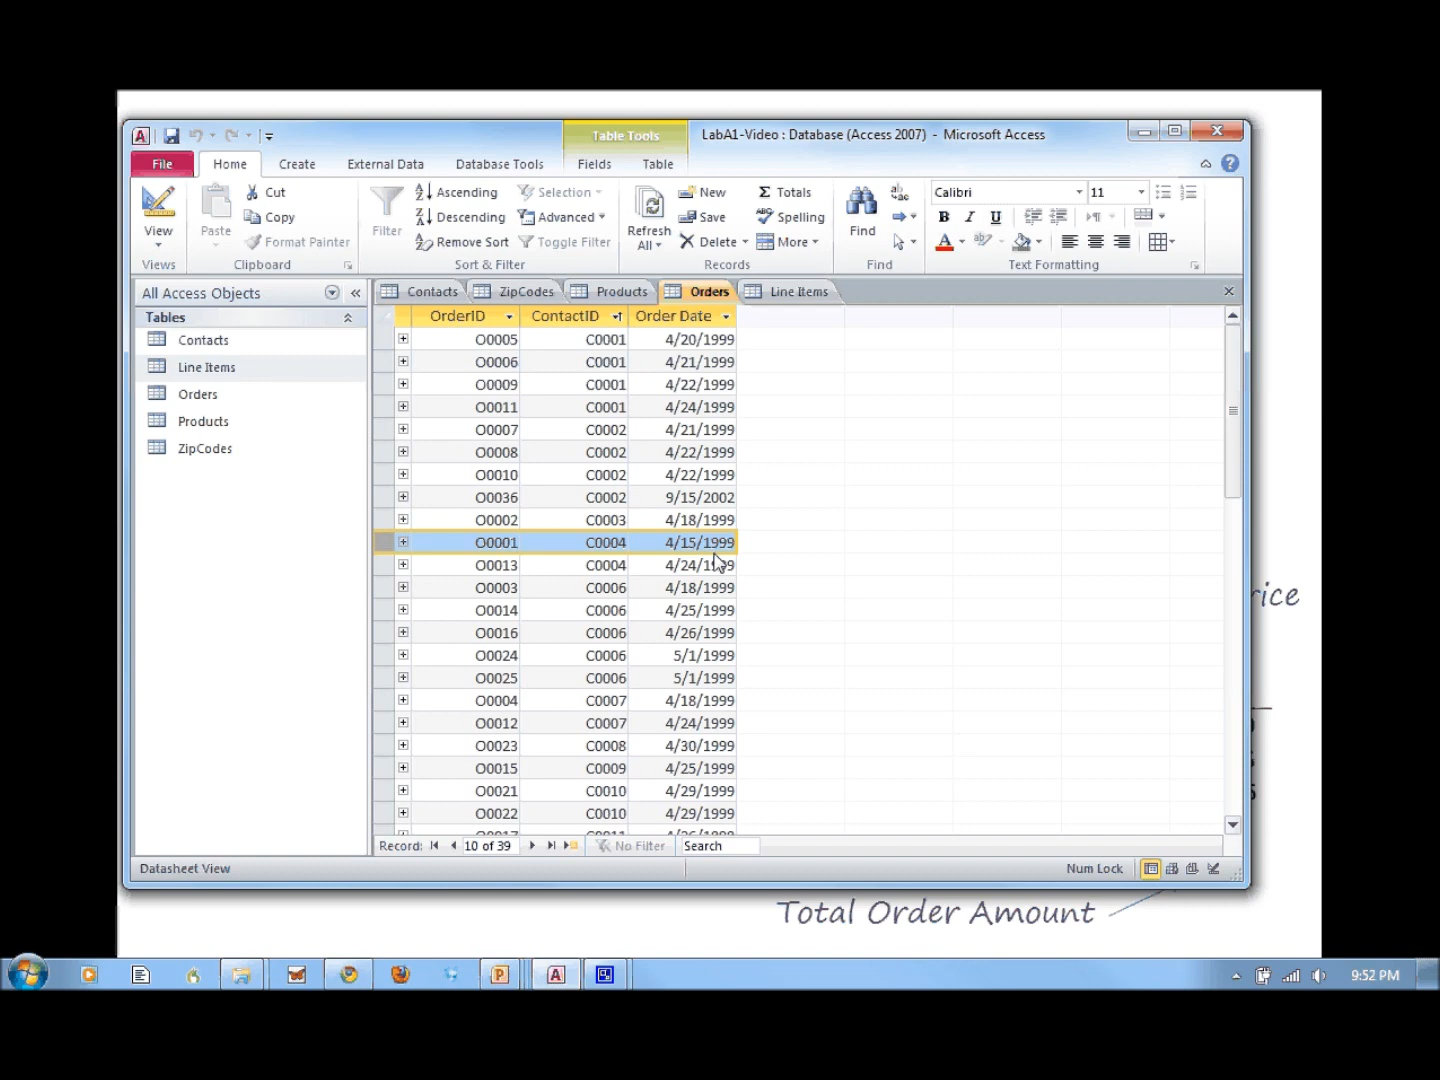 Table Tools
LabA1-Video : Database (Access 2007) - Microsoft Access
File Home Create External Data Database Tools Fields Table
View
Views
Paste
Cut
Copy
Format Painter
Clipboard
Filter
Ascending
Descending
Remove Sort
Selection
Advanced
Toggle Filter
Sort & Filter
Refresh
All
New
Save
Delete
Totals
Spelling
More
Records
Find
Find
Calibri 11
B I U
Text Formatting
All Access Objects
Tables
Contacts
Line Items
Orders
Products
ZipCodes
Contacts ZipCodes Products Orders Line Items
OrderID ContactID Order Date
O0005 C0001 4/20/1999
O0006 C0001 4/21/1999
O0009 C0001 4/22/1999
O0011 C0001 4/24/1999
O0007 C0002 4/21/1999
O0008 C0002 4/22/1999
O0010 C0002 4/22/1999
O0036 C0002 9/15/2002
O0002 C0003 4/18/1999
O0001 C0004 4/15/1999
O0013 C0004 4/24/1999
O0003 C0006 4/18/1999
O0014 C0006 4/25/1999
O0016 C0006 4/26/1999
O0024 C0006 5/1/1999
O0025 C0006 5/1/1999
O0004 C0007 4/18/1999
O0012 C0007 4/24/1999
O0023 C0008 4/30/1999
O0015 C0009 4/25/1999
O0021 C0010 4/29/1999
O0022 C0010 4/29/1999
Record: 10 of 39 No Filter Search
Datasheet View
Num Lock
rice
Total Order Amount
9:52 PM